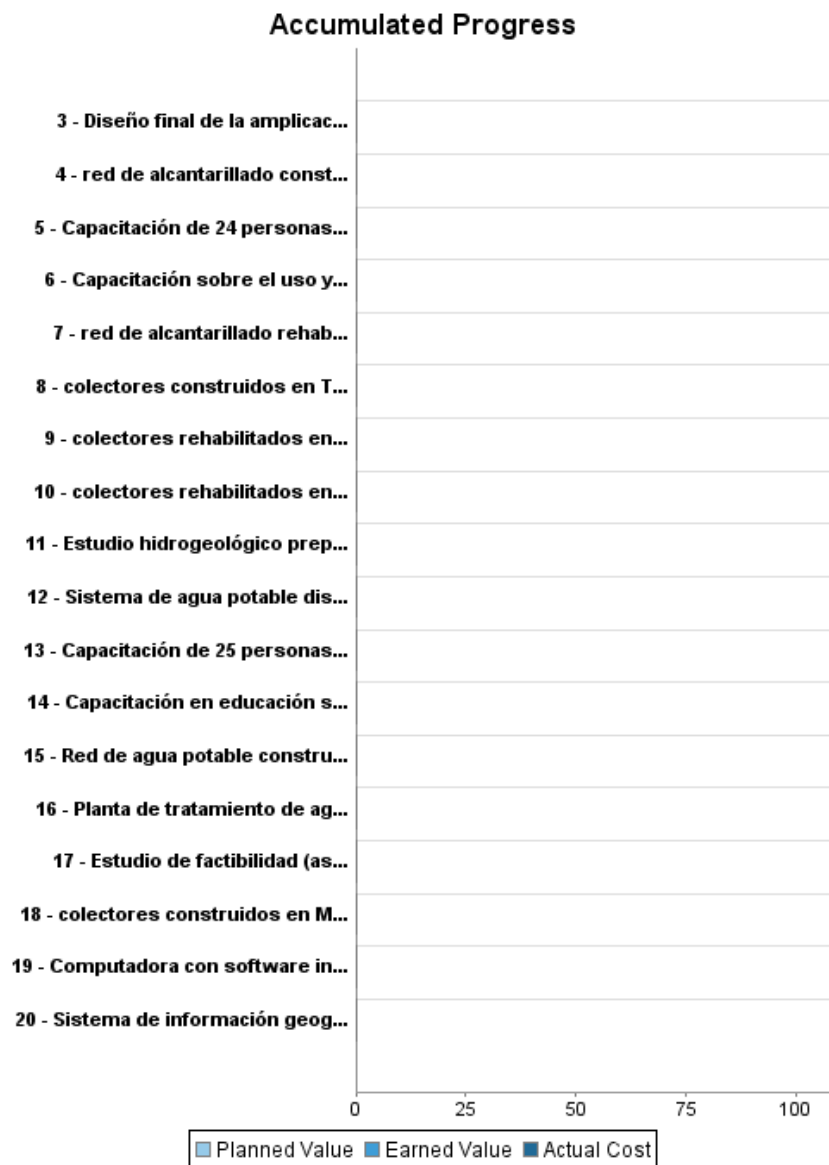 Accumulated Progress
3 - Diseño final de la amplicac...
4 - red de alcantarillado const...
5 - Capacitación de 24 personas...
6 - Capacitación sobre el uso y...
7 - red de alcantarillado rehab...
8 - colectores construidos en T...
9 - colectores rehabilitados en...
10 - colectores rehabilitados en...
11 - Estudio hidrogeológico prep...
12 - Sistema de agua potable dis...
13 - Capacitación de 25 personas...
14 - Capacitación en educación s...
15 - Red de agua potable constru...
16 - Planta de tratamiento de ag...
17 - Estudio de factibilidad (as...
18 - colectores construidos en M...
19 - Computadora con software in...
20 - Sistema de información geog...
0 25 50 75 100
Planned Value Earned Value Actual Cost